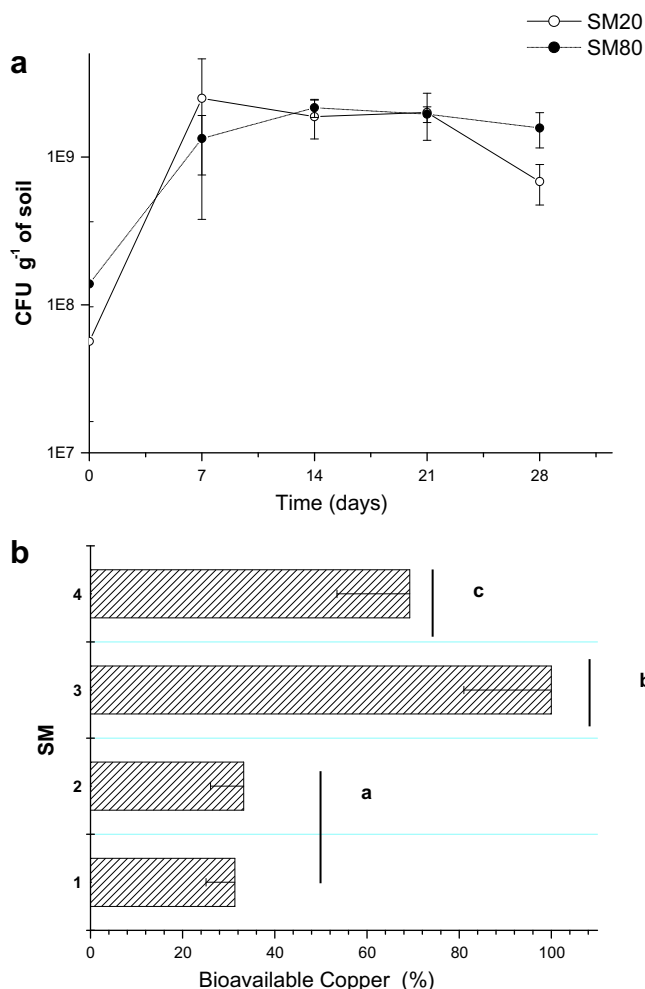 SM20
SM80
a
CFU g-1 of soil
1E9
1E8
1E7
0 7 14 21 28
Time (days)
b
SM
4
c
3
b
2
a
1
0 20 40 60 80 100
Bioavailable Copper (%)